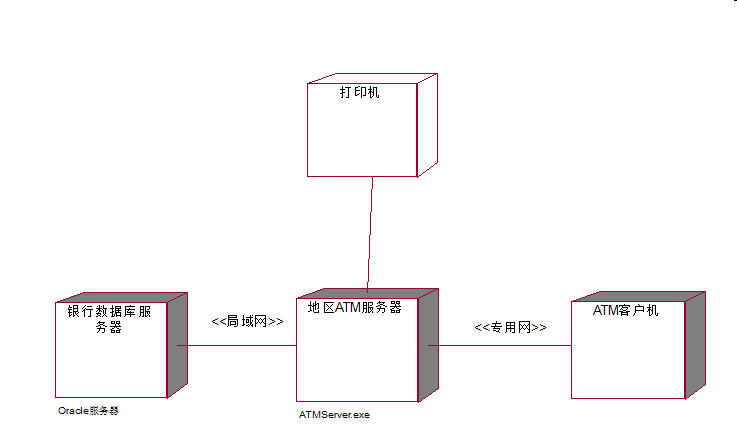 打印机
银行数据库服
务器
<<局域网>>
地区ATM服务器
<<专用网>>
ATM客户机
Oracle服务器
ATMServer.exe